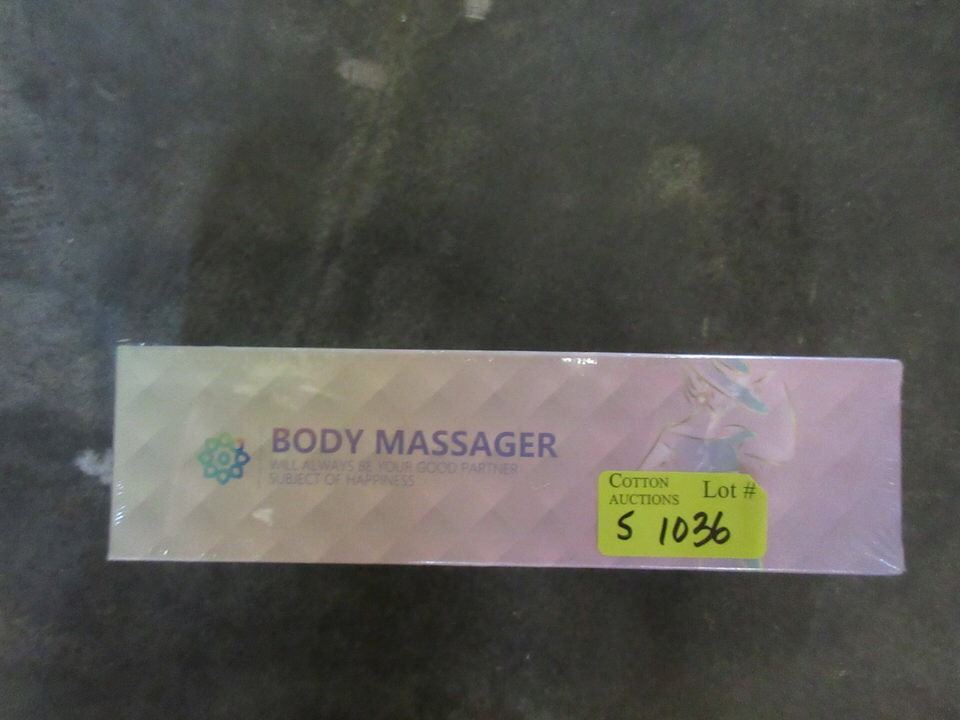 BODY MASSAGER
WILL ALWAYS BE YOUR GOOD PARTNER
SUBJECT OF HAPPINESS
COTTON AUCTIONS Lot #
S 1036